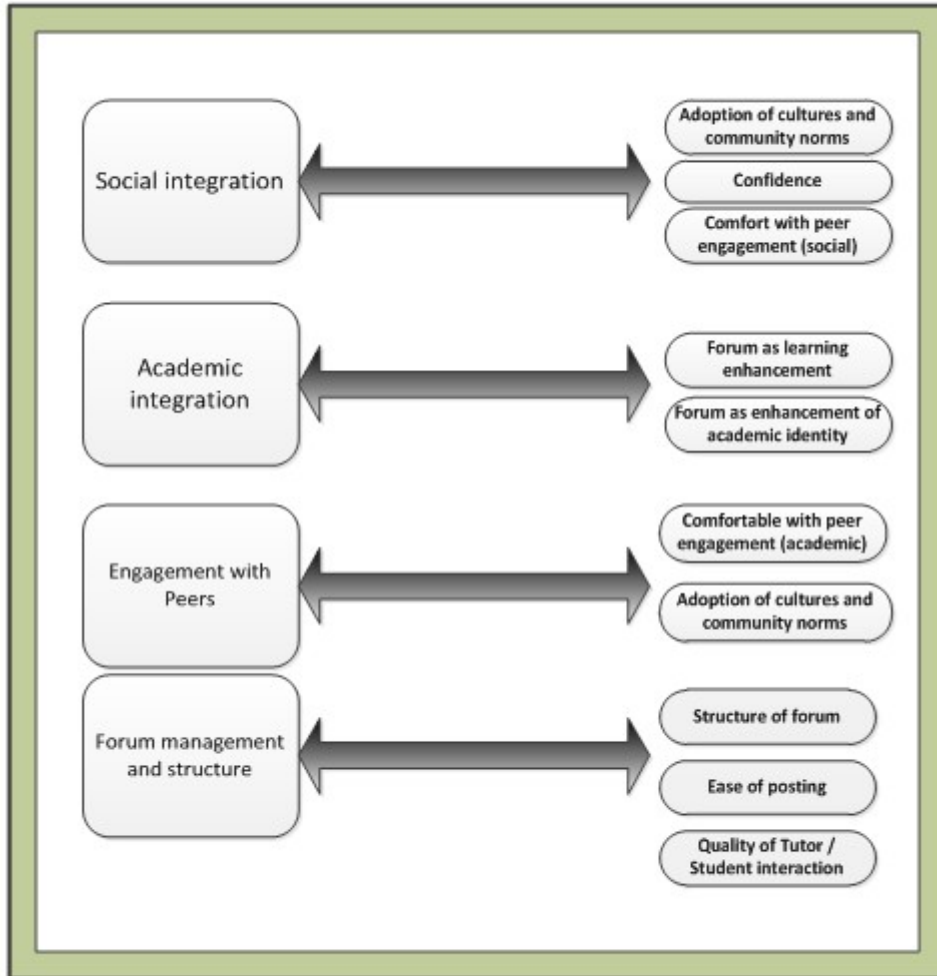 Social integration
Adoption of cultures and
community norms
Confidence
Comfort with peer
engagement (social)
Academic
integration
Forum as learning
enhancement
Forum as enhancement of
academic identity
Engagement with
Peers
Comfortable with peer
engagement (academic)
Adoption of cultures and
community norms
Forum management
and structure
Structure of forum
Ease of posting
Quality of Tutor /
Student interaction